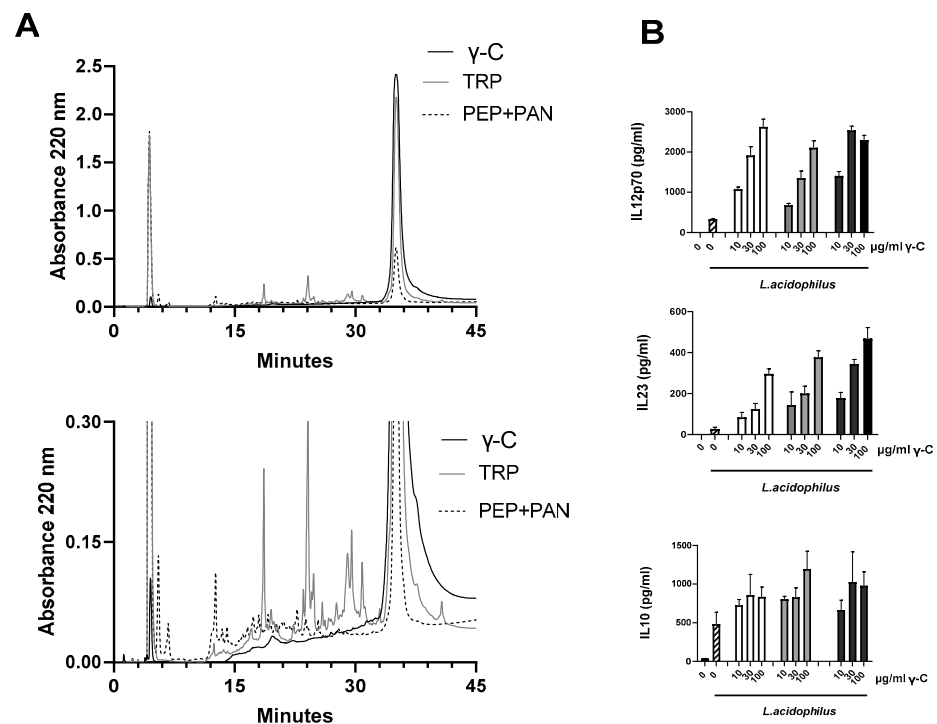 A
γ-C
TRP
PEP+PAN
Absorbance 220 nm
2.5
2.0
1.5
1.0
0.5
0.0
0 15 30 45
Minutes
γ-C
TRP
PEP+PAN
Absorbance 220 nm
0.30
0.15
0.00
0 15 30 45
Minutes
B
IL12p70 (pg/ml)
3000
2000
1000
0
0 0 10 30 100 10 30 100 10 30 100 µg/ml γ-C
L.acidophilus
IL23 (pg/ml)
600
400
200
0
0 0 10 30 100 10 30 100 10 30 100 µg/ml γ-C
L.acidophilus
IL10 (pg/ml)
1500
1000
500
0
0 0 10 30 100 10 30 100 10 30 100 µg/ml γ-C
L.acidophilus